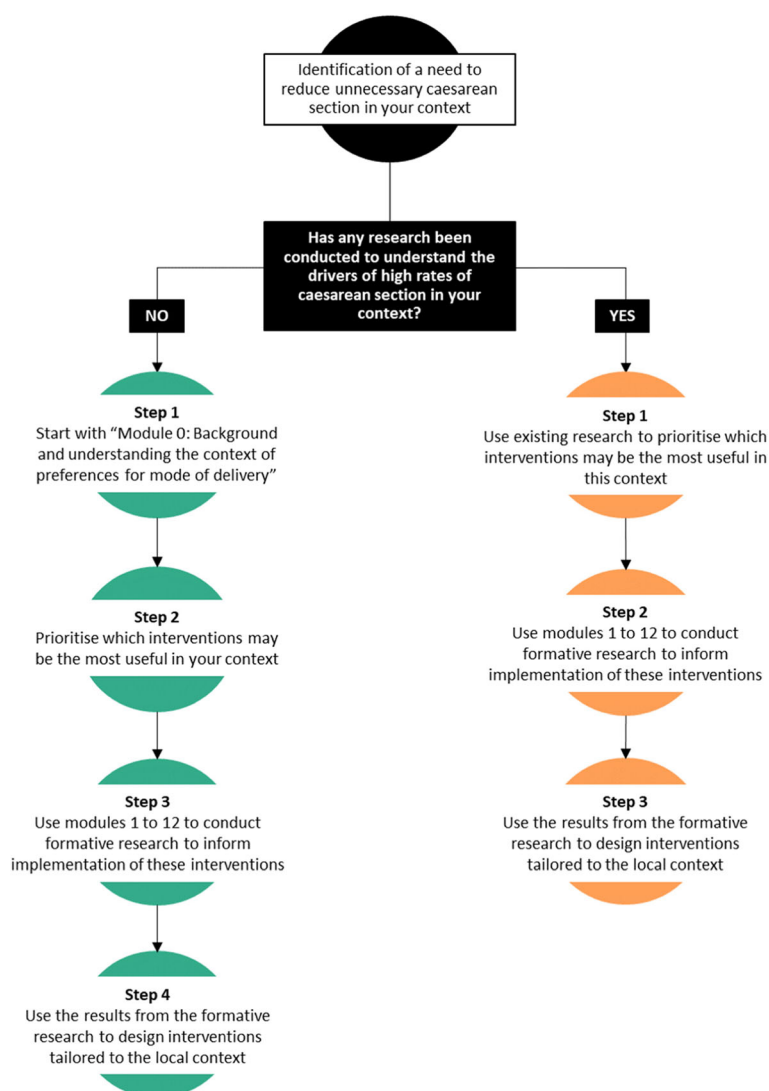 Identification of a need to
reduce unnecessary caesarean
section in your context
Has any research been
conducted to understand the
drivers of high rates of
caesarean section in your
context?
NO
YES
Step 1
Start with “Module 0: Background
and understanding the context of
preferences for mode of delivery”
Step 2
Prioritise which interventions may
be the most useful in your context
Step 3
Use modules 1 to 12 to conduct
formative research to inform
implementation of these interventions
Step 4
Use the results from the formative
research to design interventions
tailored to the local context
Step 1
Use existing research to prioritise which
interventions may be the most useful in
this context
Step 2
Use modules 1 to 12 to conduct
formative research to inform
implementation of these interventions
Step 3
Use the results from the formative
research to design interventions
tailored to the local context